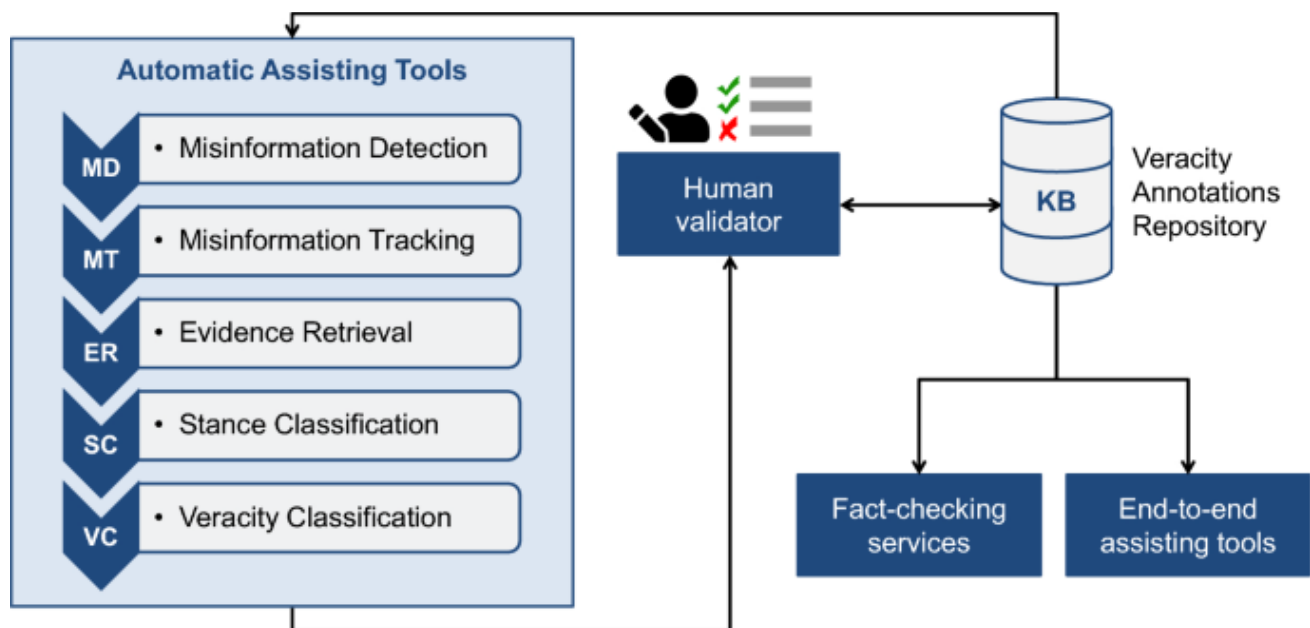 Automatic Assisting Tools
MD
• Misinformation Detection
MT
• Misinformation Tracking
ER
• Evidence Retrieval
SC
• Stance Classification
VC
• Veracity Classification
Human
validator
KB
Veracity
Annotations
Repository
Fact-checking
services
End-to-end
assisting tools